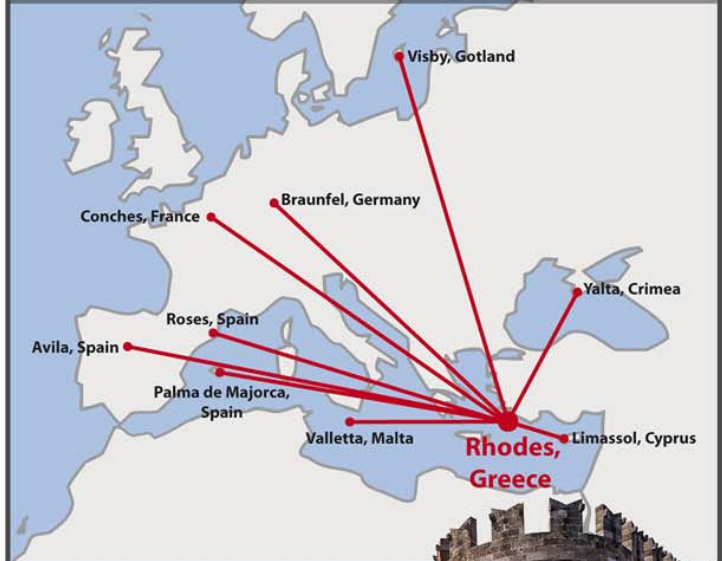 Visby, Gotland
Braunfel, Germany
Conches, France
Yalta, Crimea
Roses, Spain
Avila, Spain
Palma de Majorca,
Spain
Valletta, Malta
Limassol, Cyprus
Rhodes,
Greece